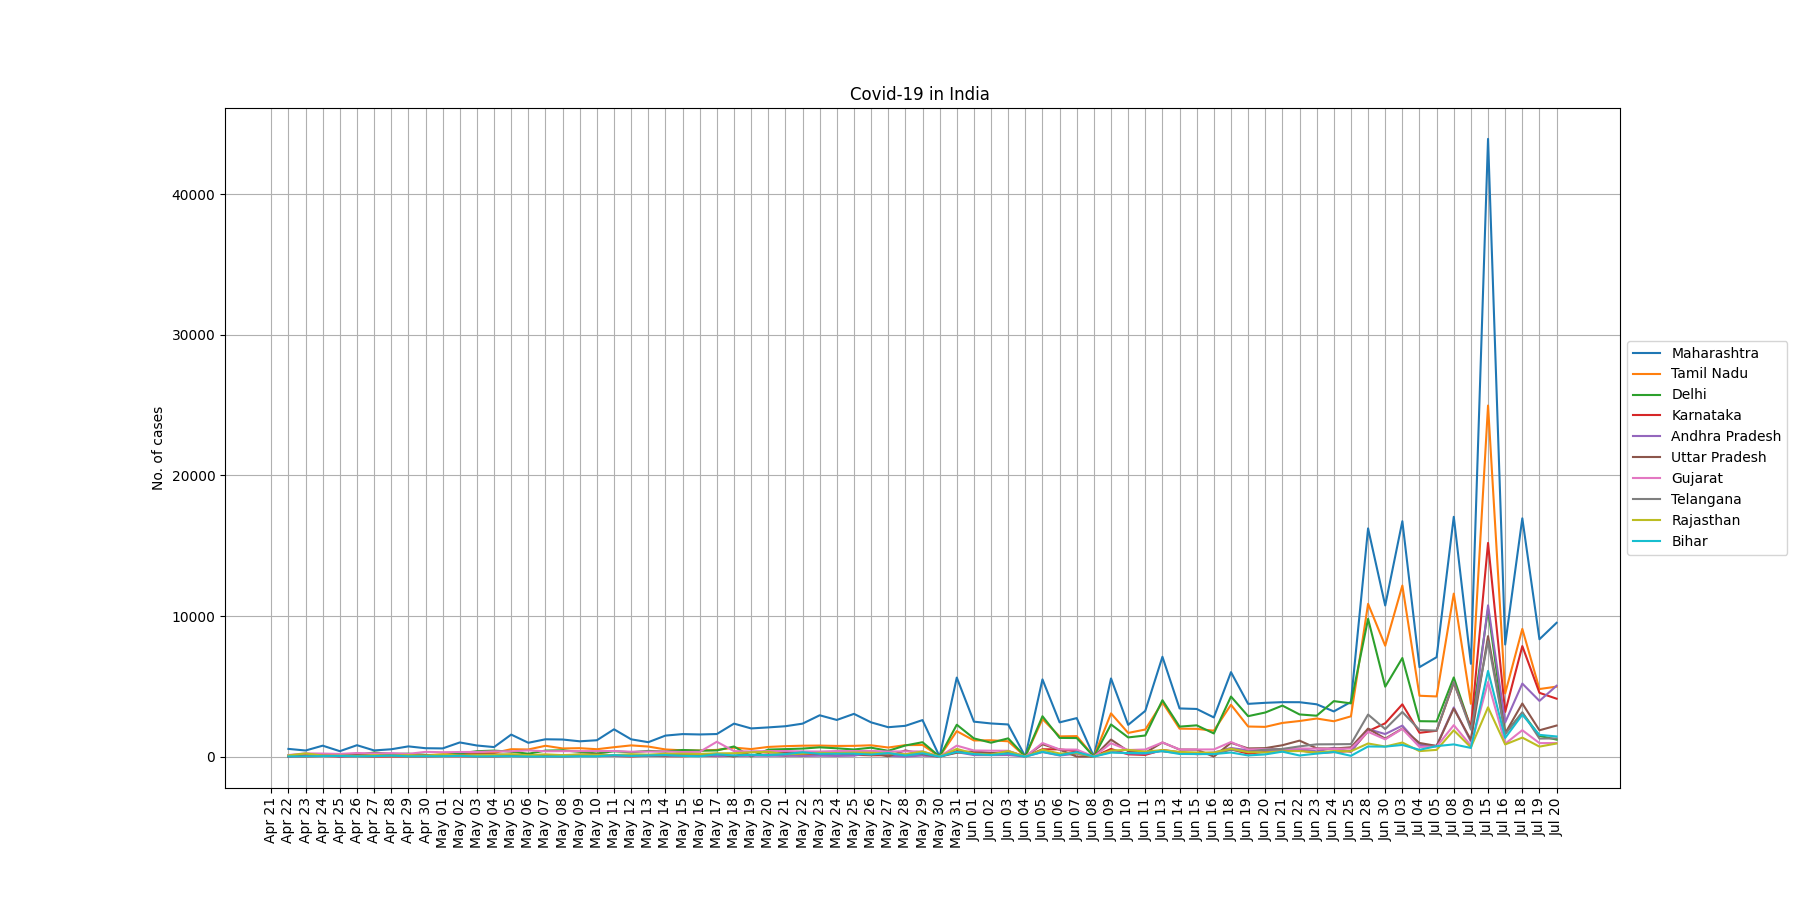 Covid-19 in India
No. of cases
40000
30000
20000
10000
0
Apr 21
Apr 22
Apr 23
Apr 24
Apr 25
Apr 26
Apr 27
Apr 28
Apr 29
Apr 30
May 01
May 02
May 03
May 04
May 05
May 06
May 07
May 08
May 09
May 10
May 11
May 12
May 13
May 14
May 15
May 16
May 17
May 18
May 19
May 20
May 21
May 22
May 23
May 24
May 25
May 26
May 27
May 28
May 29
May 30
May 31
Jun 01
Jun 02
Jun 03
Jun 04
Jun 05
Jun 06
Jun 07
Jun 08
Jun 09
Jun 10
Jun 11
Jun 13
Jun 14
Jun 15
Jun 16
Jun 18
Jun 19
Jun 20
Jun 21
Jun 22
Jun 23
Jun 24
Jun 25
Jun 28
Jun 30
Jul 03
Jul 04
Jul 05
Jul 08
Jul 09
Jul 15
Jul 16
Jul 18
Jul 19
Jul 20
Maharashtra
Tamil Nadu
Delhi
Karnataka
Andhra Pradesh
Uttar Pradesh
Gujarat
Telangana
Rajasthan
Bihar